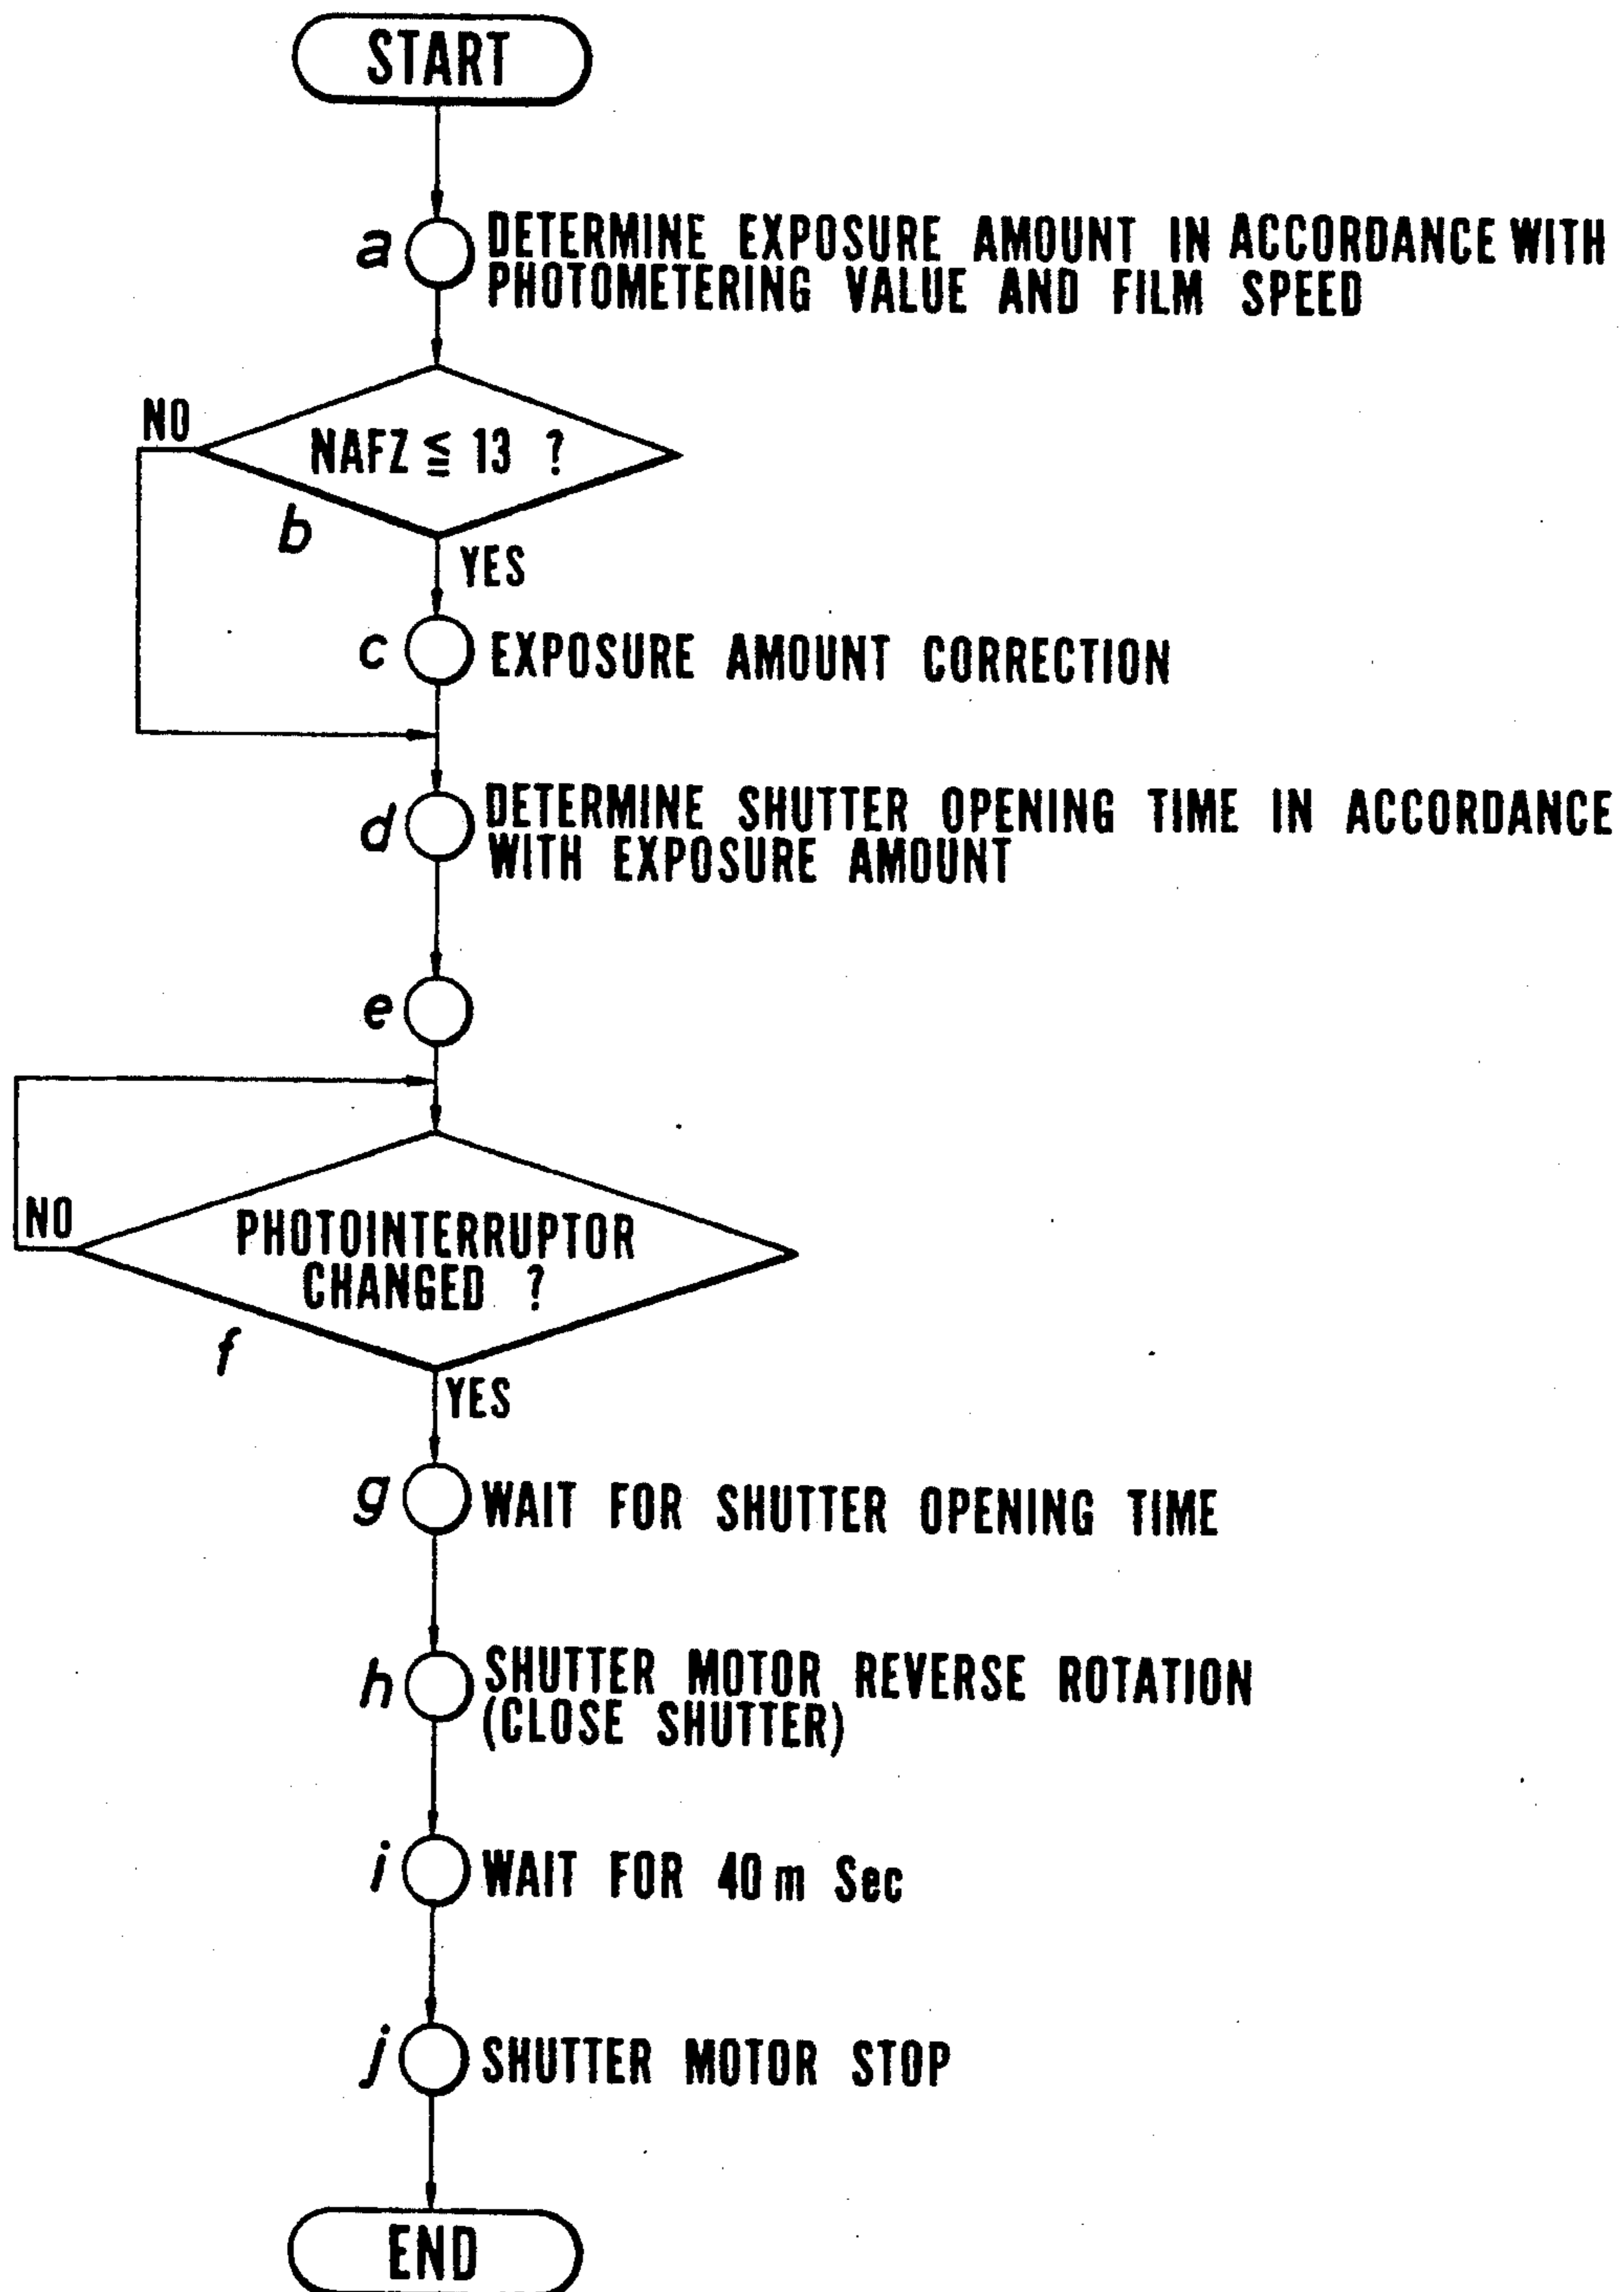 START
a DETERMINE EXPOSURE AMOUNT IN ACCORDANCE WITH
PHOTOMETERING VALUE AND FILM SPEED
NO
NAFZ ≦ 13 ?
b
YES
c EXPOSURE AMOUNT CORRECTION
d DETERMINE SHUTTER OPENING TIME IN ACCORDANCE
WITH EXPOSURE AMOUNT
e
NO
PHOTOINTERRUPTOR
CHANGED ?
f
YES
g WAIT FOR SHUTTER OPENING TIME
h SHUTTER MOTOR REVERSE ROTATION
(CLOSE SHUTTER)
i WAIT FOR 40 m Sec
j SHUTTER MOTOR STOP
END